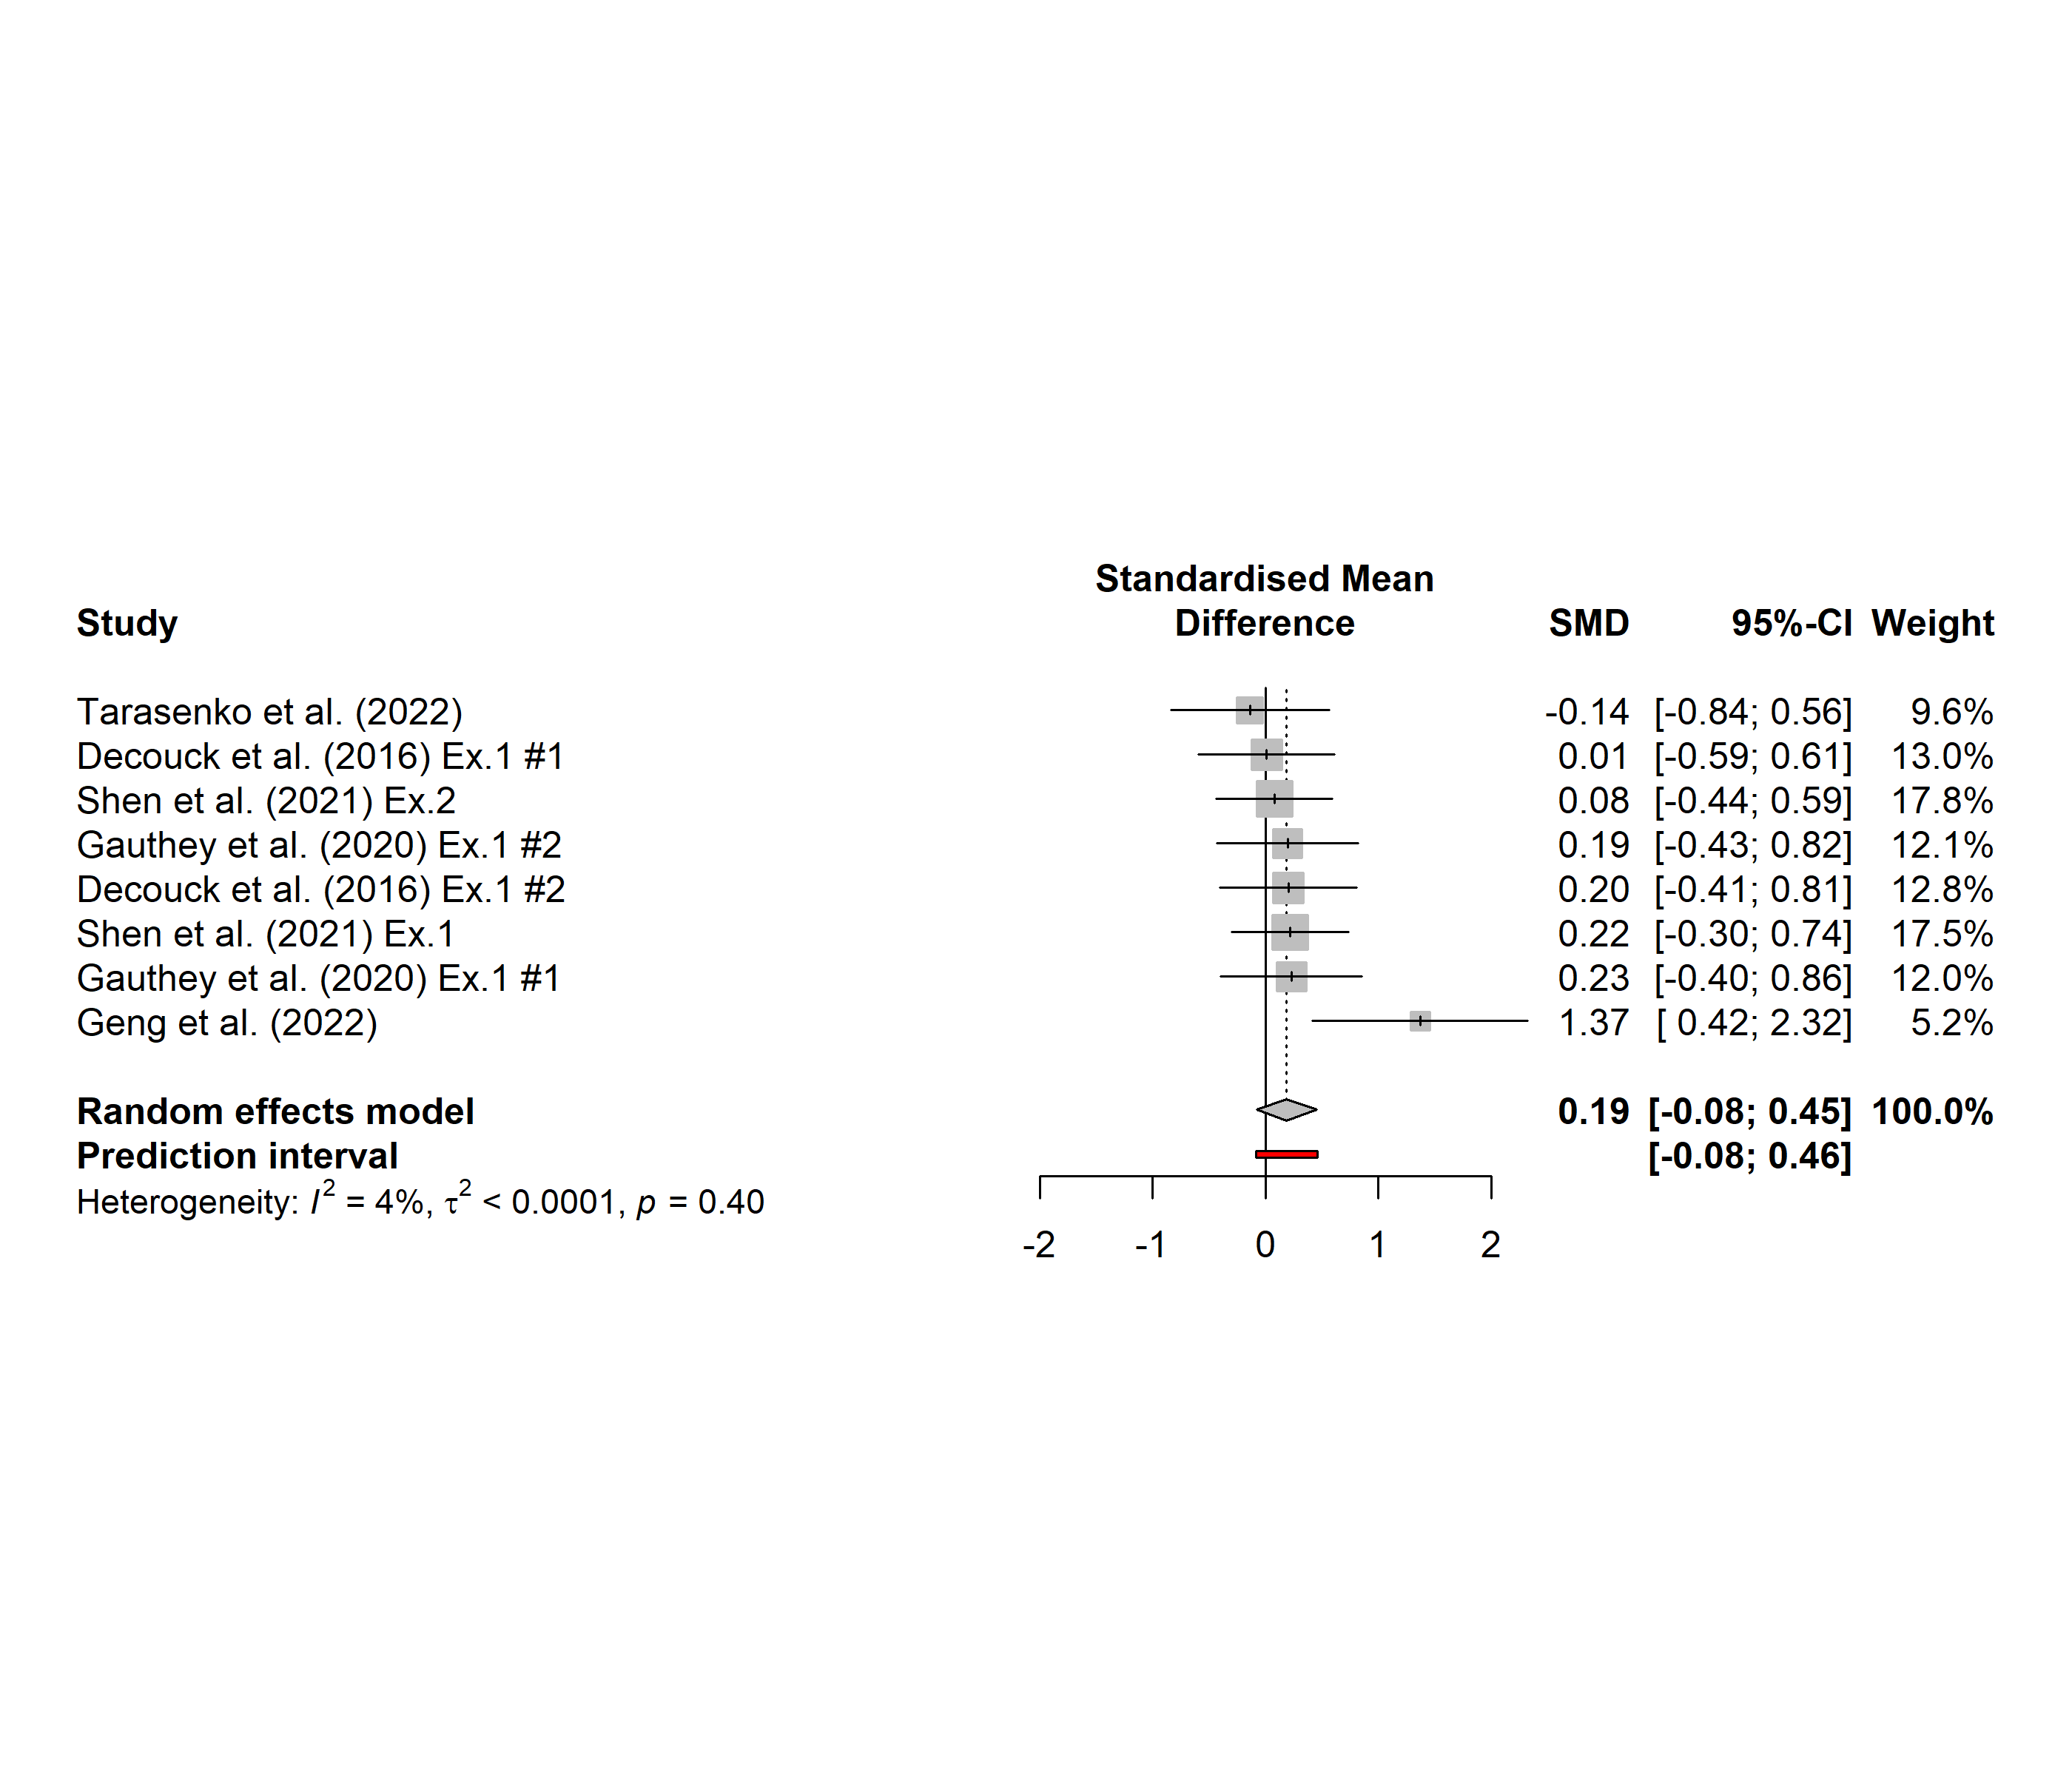 Standardised Mean
Study Difference SMD 95%-CI Weight
Tarasenko et al. (2022) -0.14 [-0.84; 0.56] 9.6%
Decouck et al. (2016) Ex.1 #1 0.01 [-0.59; 0.61] 13.0%
Shen et al. (2021) Ex.2 0.08 [-0.44; 0.59] 17.8%
Gauthey et al. (2020) Ex.1 #2 0.19 [-0.43; 0.82] 12.1%
Decouck et al. (2016) Ex.1 #2 0.20 [-0.41; 0.81] 12.8%
Shen et al. (2021) Ex.1 0.22 [-0.30; 0.74] 17.5%
Gauthey et al. (2020) Ex.1 #1 0.23 [-0.40; 0.86] 12.0%
Geng et al. (2022) 1.37 [ 0.42; 2.32] 5.2%
Random effects model 0.19 [-0.08; 0.45] 100.0%
Prediction interval [-0.08; 0.46]
Heterogeneity: I² = 4%, τ² < 0.0001, p = 0.40
-2 -1 0 1 2